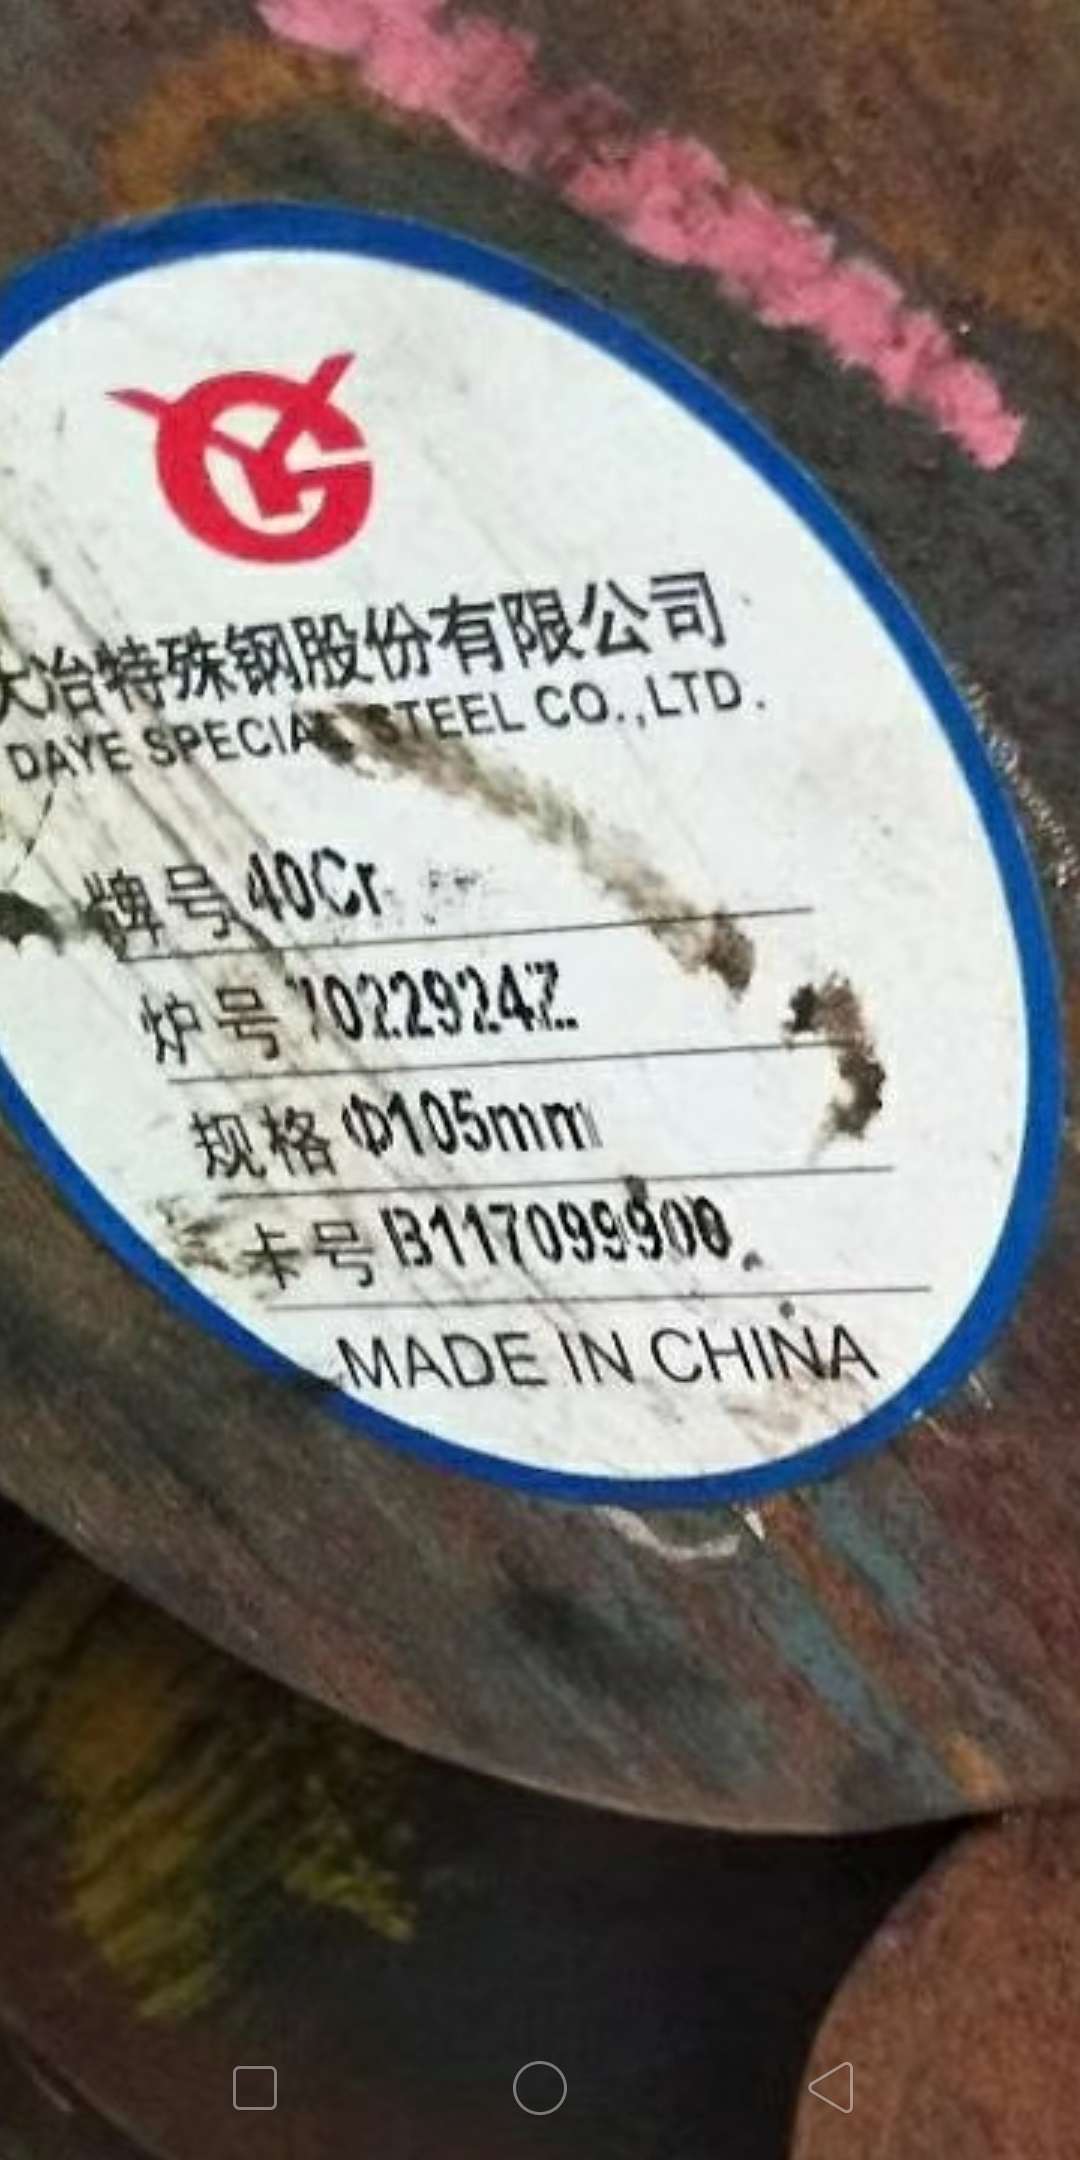 大冶特殊钢股份有限公司
DAYE SPECIAL STEEL CO.,LTD.
牌号 40Cr
炉号 7022924Z
规格 Φ105mm
卡号 B117099900
MADE IN CHINA